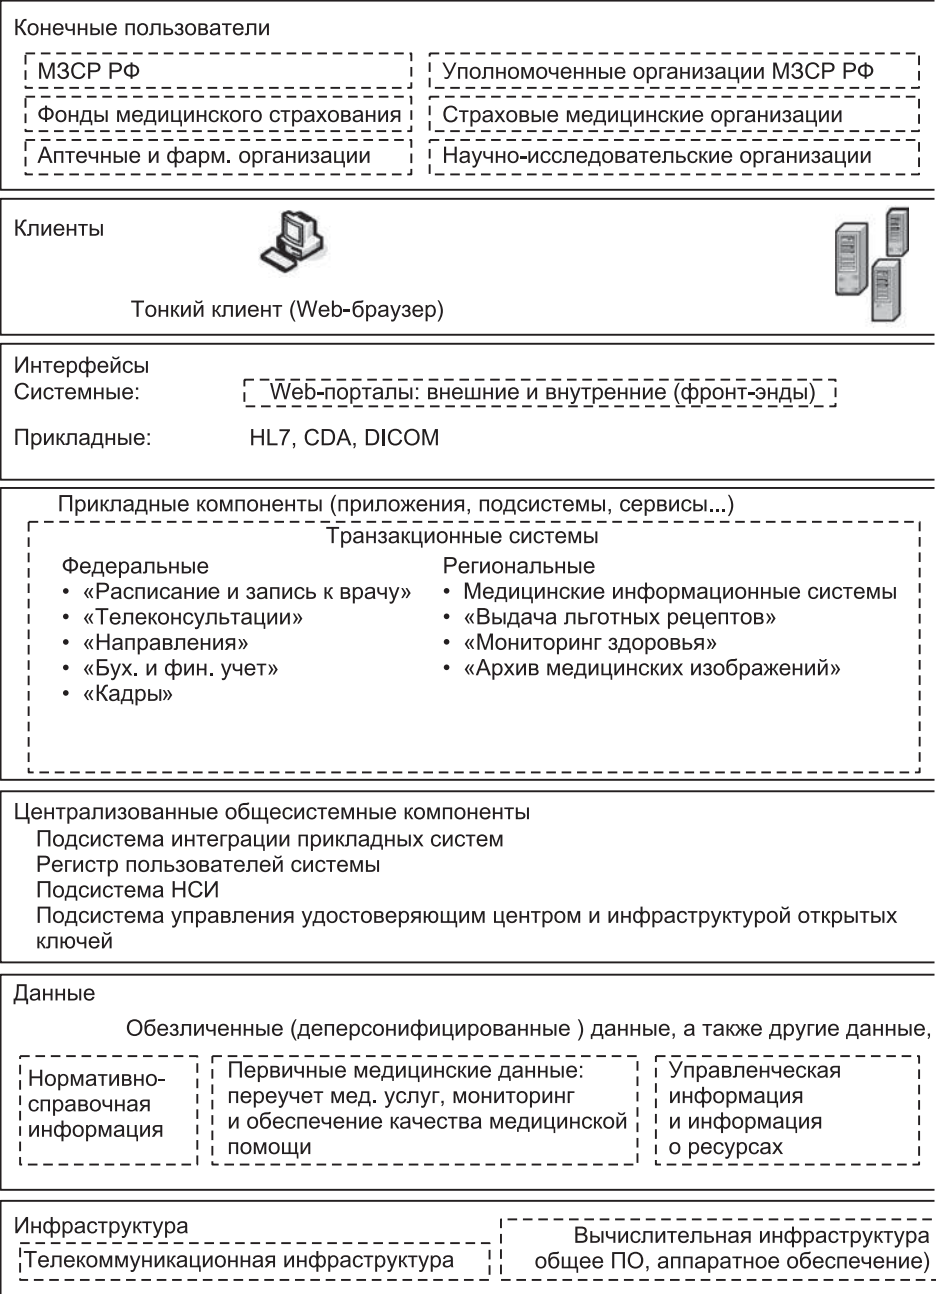 Конечные пользователи
МЗСР РФ
Уполномоченные организации МЗСР РФ
Фонды медицинского страхования
Страховые медицинские организации
Аптечные и фарм. организации
Научно-исследовательские организации
Клиенты
Тонкий клиент (Web-браузер)
Интерфейсы
Системные:
Web-порталы: внешние и внутренние (фронт-энды)
Прикладные:
HL7, CDA, DICOM
Прикладные компоненты (приложения, подсистемы, сервисы...)
Транзакционные системы
Федеральные
• «Расписание и запись к врачу»
• «Телеконсультации»
• «Направления»
• «Бух. и фин. учет»
• «Кадры»
Региональные
• Медицинские информационные системы
• «Выдача льготных рецептов»
• «Мониторинг здоровья»
• «Архив медицинских изображений»
Централизованные общесистемные компоненты
Подсистема интеграции прикладных систем
Регистр пользователей системы
Подсистема НСИ
Подсистема управления удостоверяющим центром и инфраструктурой открытых
ключей
Данные
Обезличенные (деперсонифицированные ) данные, а также другие данные,
Нормативно-
справочная
информация
Первичные медицинские данные:
переучет мед. услуг, мониторинг
и обеспечение качества медицинской
помощи
Управленческая
информация
и информация
о ресурсах
Инфраструктура
Телекоммуникационная инфраструктура
Вычислительная инфраструктура
общее ПО, аппаратное обеспечение)